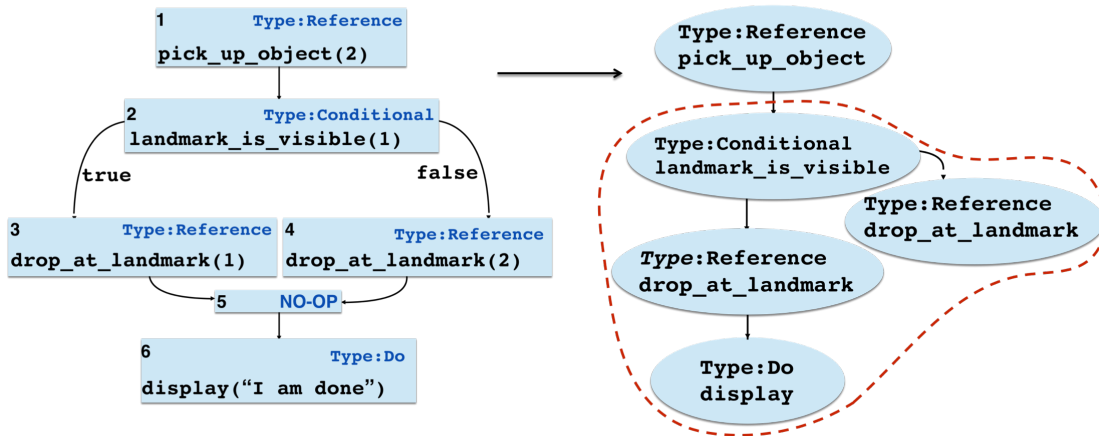 1
Type:Reference
pick_up_object(2)
2
Type:Conditional
landmark_is_visible(1)
true
false
3
Type:Reference
drop_at_landmark(1)
4
Type:Reference
drop_at_landmark(2)
5 NO-OP
6
Type:Do
display(“I am done”)
Type:Reference
pick_up_object
Type:Conditional
landmark_is_visible
Type:Reference
drop_at_landmark
Type:Reference
drop_at_landmark
Type:Do
display